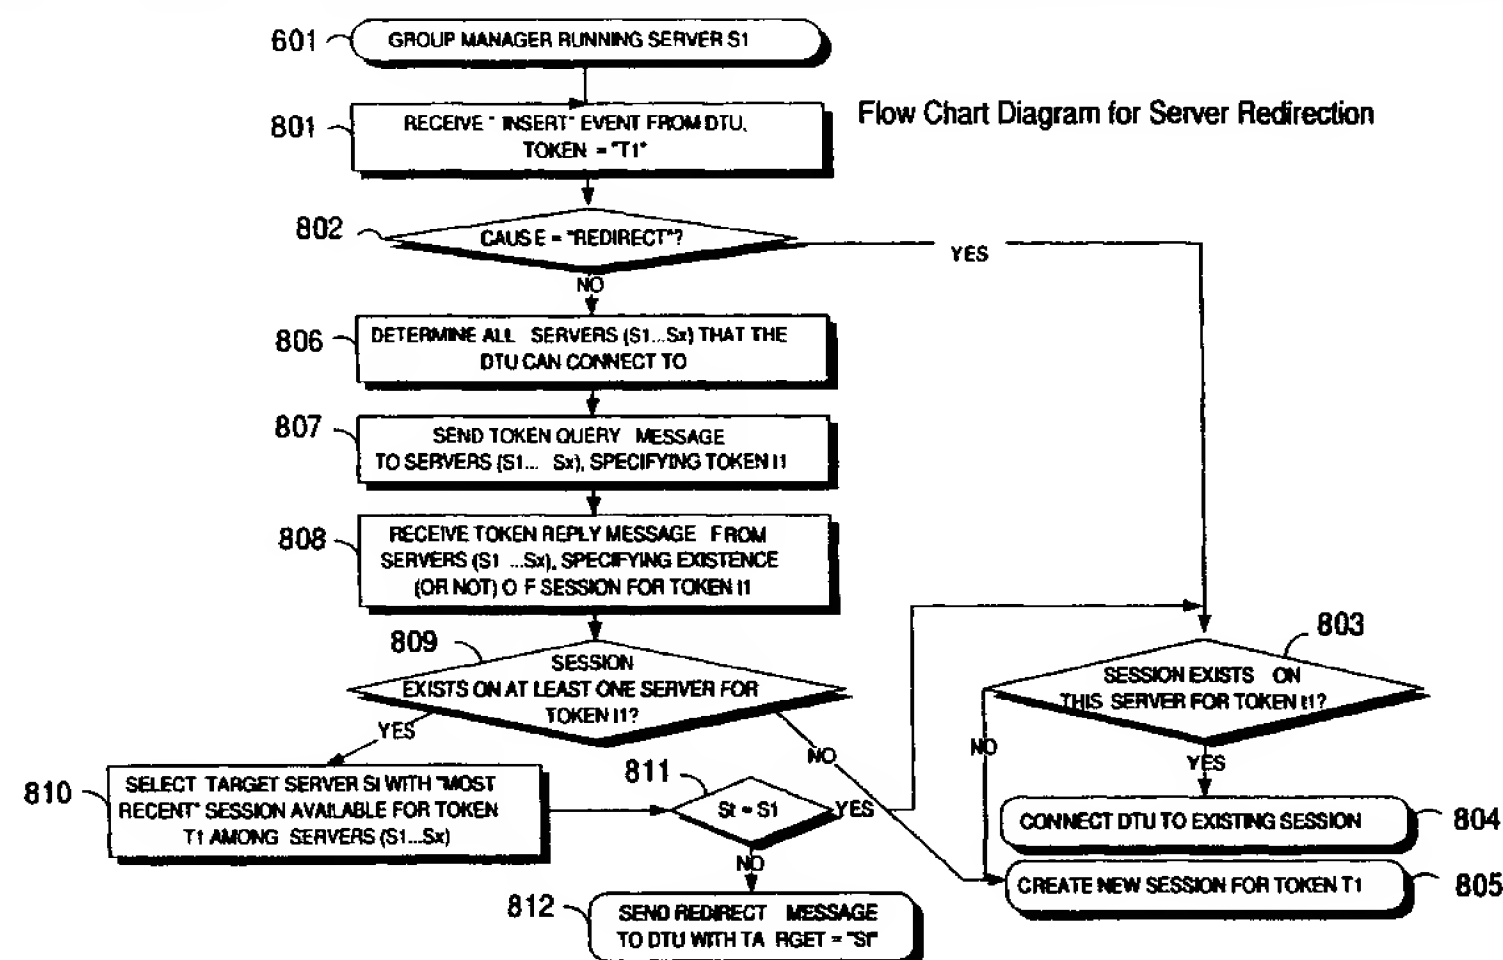 601
GROUP MANAGER RUNNING SERVER S1
Flow Chart Diagram for Server Redirection
801
RECEIVE " INSERT" EVENT FROM DTU,
TOKEN = "T1"
802
CAUS E = "REDIRECT"?
YES
NO
806
DETERMINE ALL SERVERS (S1...Sx) THAT THE
DTU CAN CONNECT TO
807
SEND TOKEN QUERY MESSAGE
TO SERVERS (S1... Sx), SPECIFYING TOKEN t1
808
RECEIVE TOKEN REPLY MESSAGE F ROM
SERVERS (S1 ...Sx), SPECIFYING EXISTENCE
(OR NOT) O F SESSION FOR TOKEN t1
809
SESSION
EXISTS ON AT LEAST ONE SERVER FOR
TOKEN t1?
YES
NO
803
SESSION EXISTS ON
THIS SERVER FOR TOKEN t1?
NO
YES
810
SELECT TARGET SERVER St WITH "MOST
RECENT" SESSION AVAILABLE FOR TOKEN
T1 AMONG SERVERS (S1...Sx)
811
St = S1
YES
NO
CONNECT DTU TO EXISTING SESSION
804
CREATE NEW SESSION FOR TOKEN T1
805
812
SEND REDIRECT MESSAGE
TO DTU WITH TA RGET = "St"